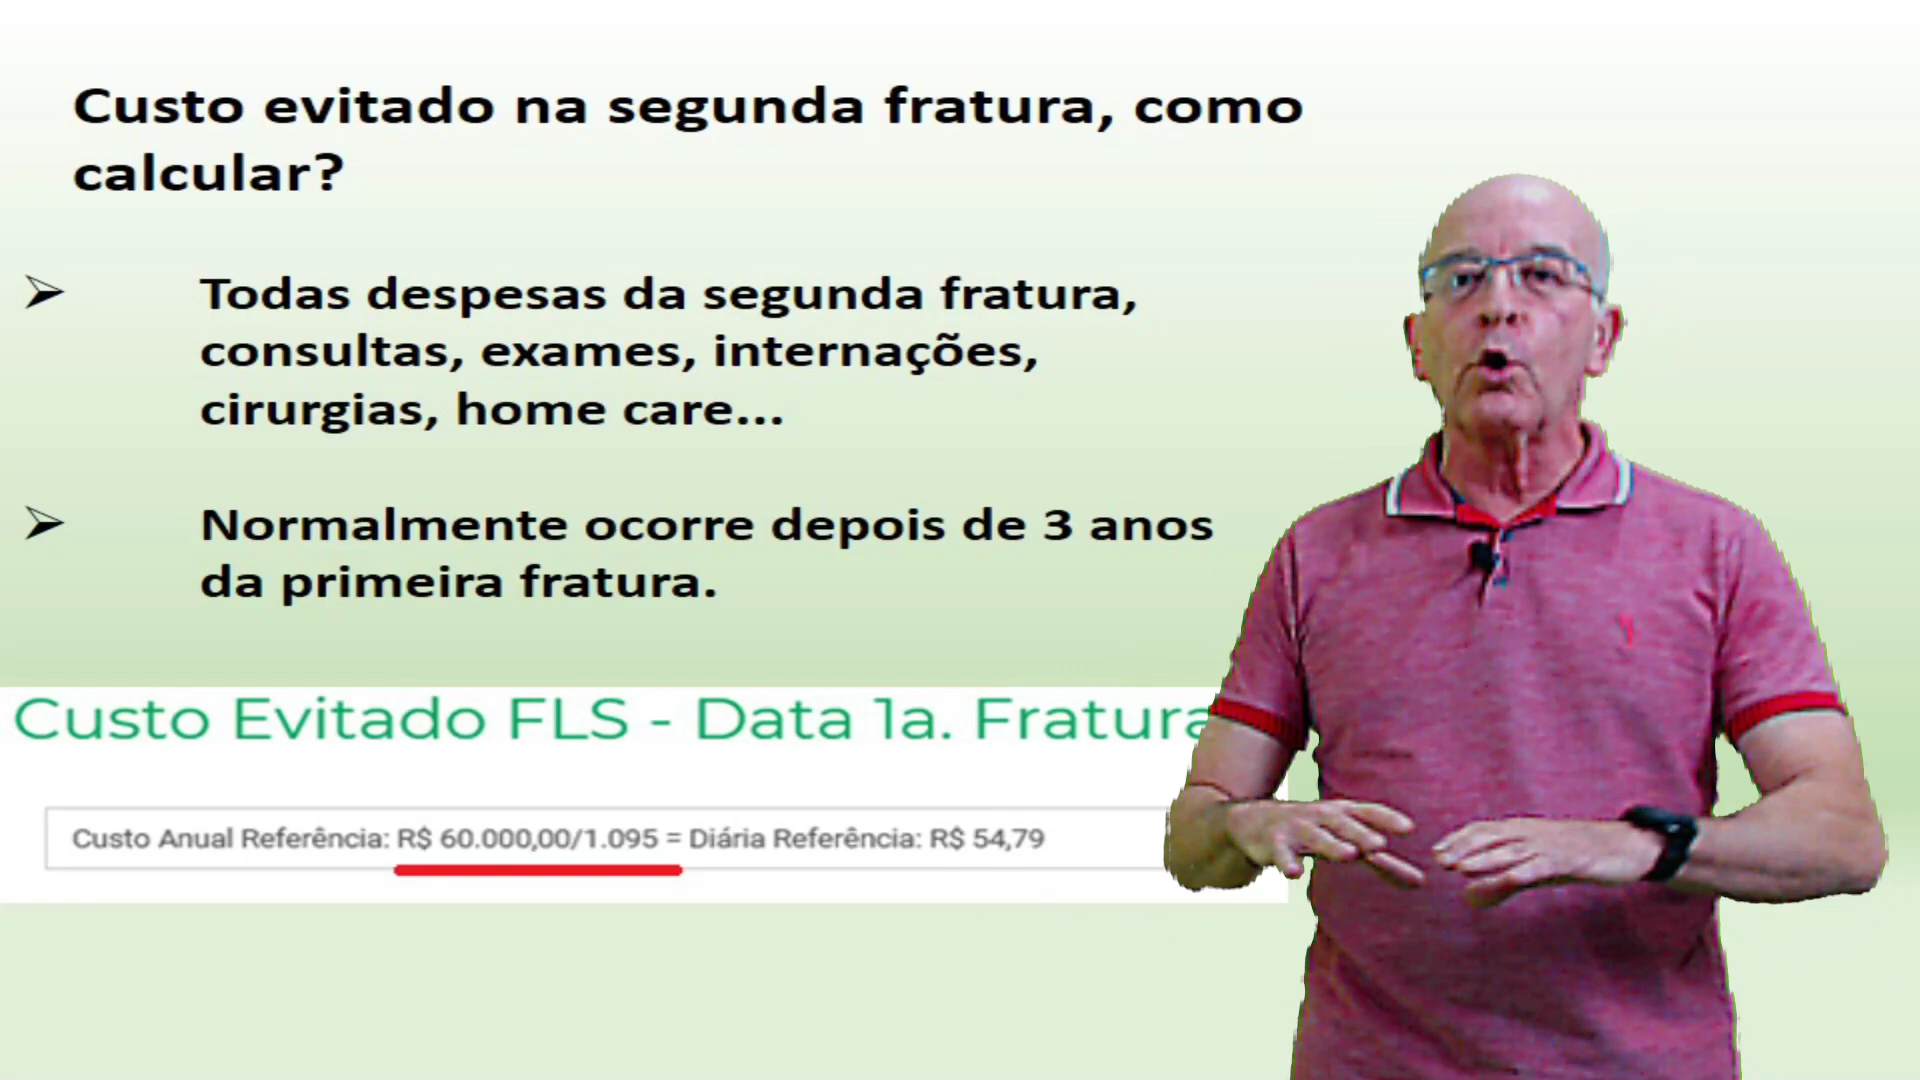 Custo evitado na segunda fratura, como
calcular?
➢ Todas despesas da segunda fratura,
consultas, exames, internações,
cirurgias, home care...
➢ Normalmente ocorre depois de 3 anos
da primeira fratura.
Custo Evitado FLS - Data 1a. Fratura
Custo Anual Referência: R$ 60.000,00/1.095 = Diária Referência: R$ 54,79